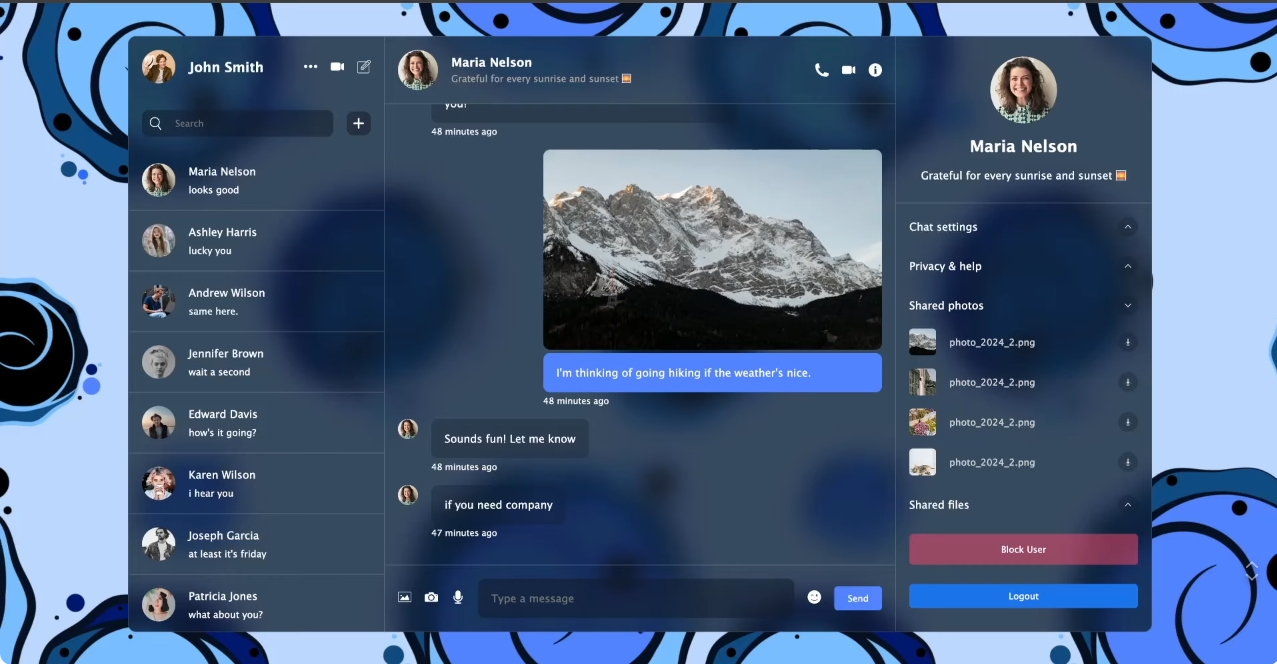 John Smith
Search
Maria Nelson
looks good
Ashley Harris
lucky you
Andrew Wilson
same here.
Jennifer Brown
wait a second
Edward Davis
how's it going?
Karen Wilson
i hear you
Joseph Garcia
at least it's friday
Patricia Jones
what about you?
Maria Nelson
Grateful for every sunrise and sunset 🌅
you!
48 minutes ago
I'm thinking of going hiking if the weather's nice.
48 minutes ago
Sounds fun! Let me know
48 minutes ago
if you need company
47 minutes ago
Type a message
Send
Maria Nelson
Grateful for every sunrise and sunset 🌅
Chat settings
Privacy & help
Shared photos
photo_2024_2.png
photo_2024_2.png
photo_2024_2.png
photo_2024_2.png
Shared files
Block User
Logout